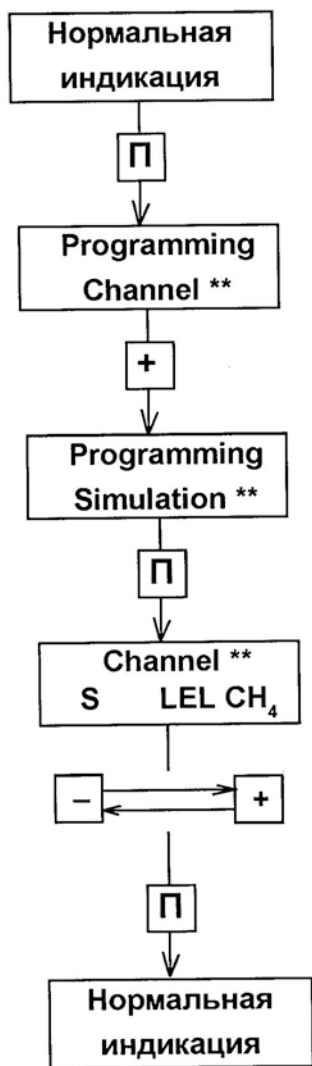 Нормальная
индикация
П
Programming
Channel **
+
Programming
Simulation **
П
Channel **
S LEL CH₄
– +
П
Нормальная
индикация